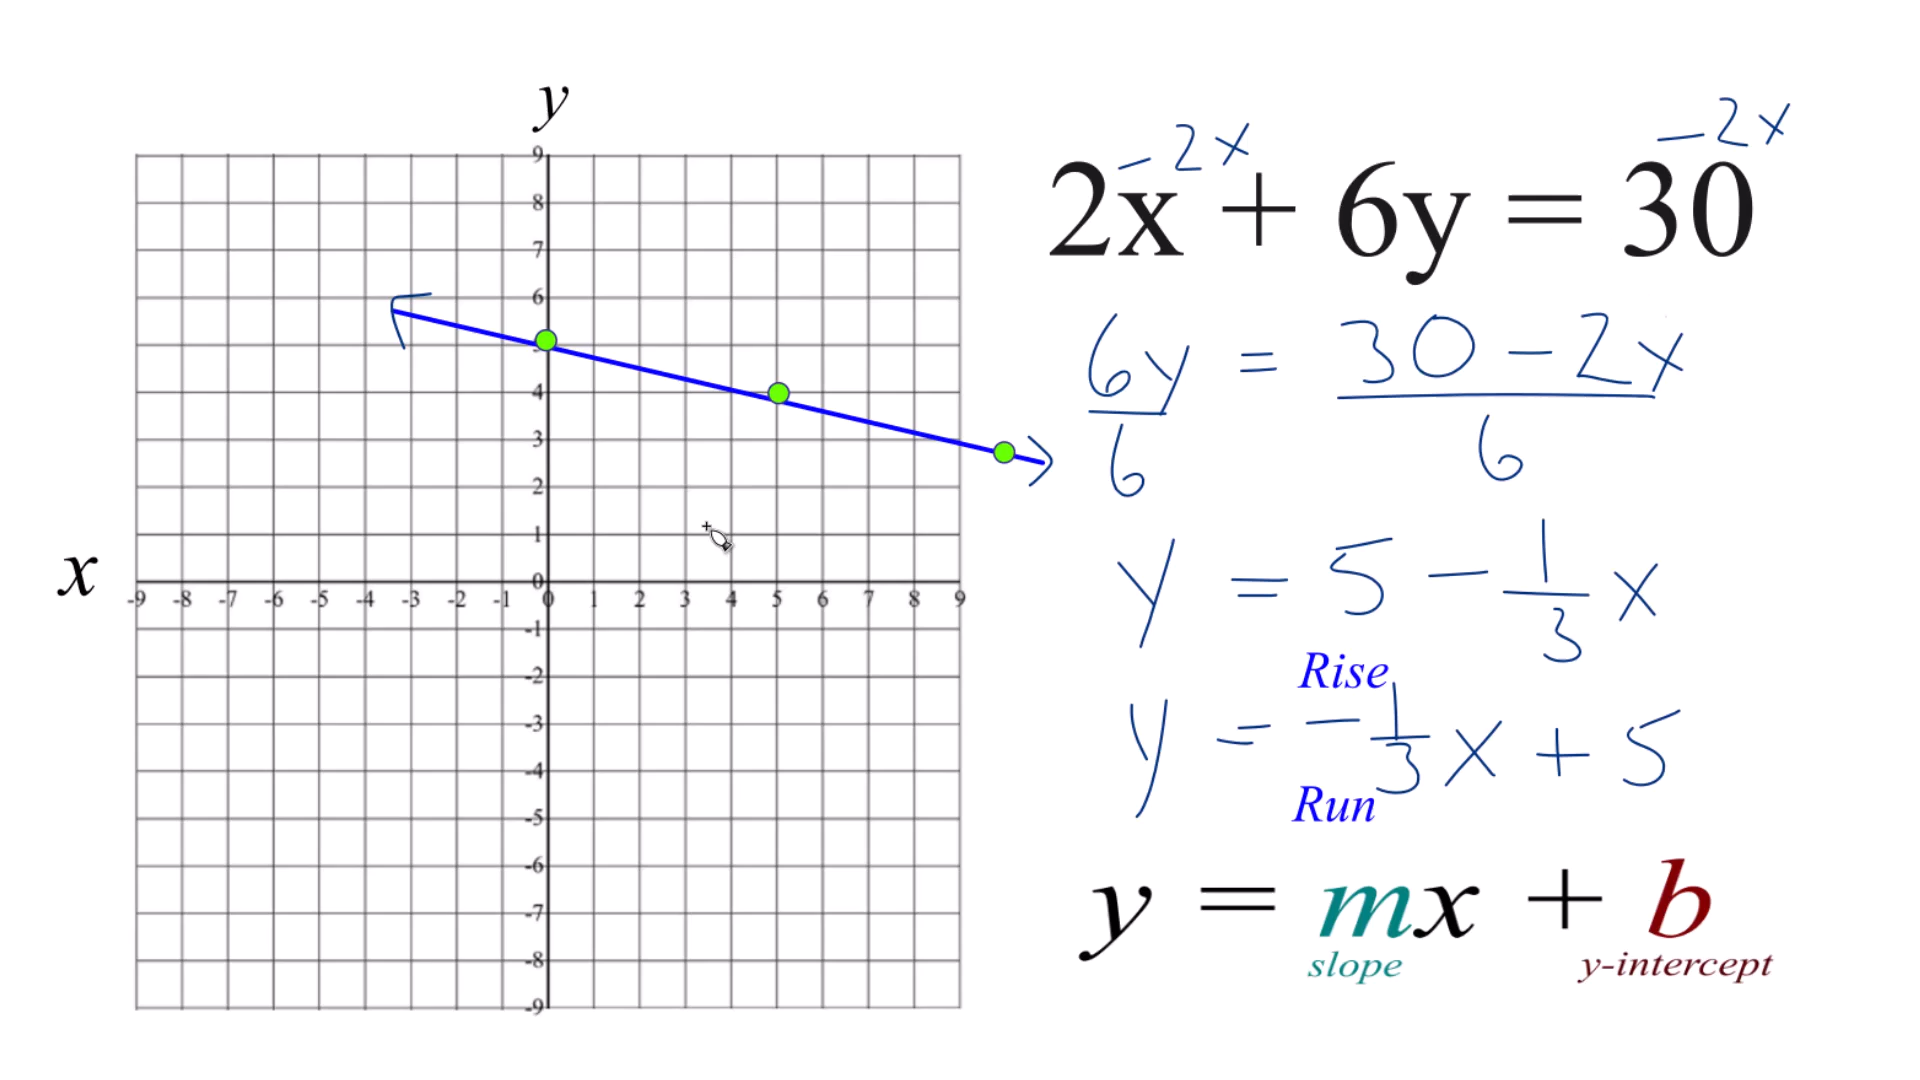 y
9
8
7
6
4
3
2
1
0
x
-9 -8 -7 -6 -5 -4 -3 -2 -1 0 1 2 3 4 5 6 7 8 9
-1
-2
-3
-4
-5
-6
-7
-8
-9
-2x -2x
2x + 6y = 30
6y = 30 - 2x
6 6
y = 5 - 1/3 x
Rise
y = -1/3 x + 5
Run
y = mx + b
slope y-intercept